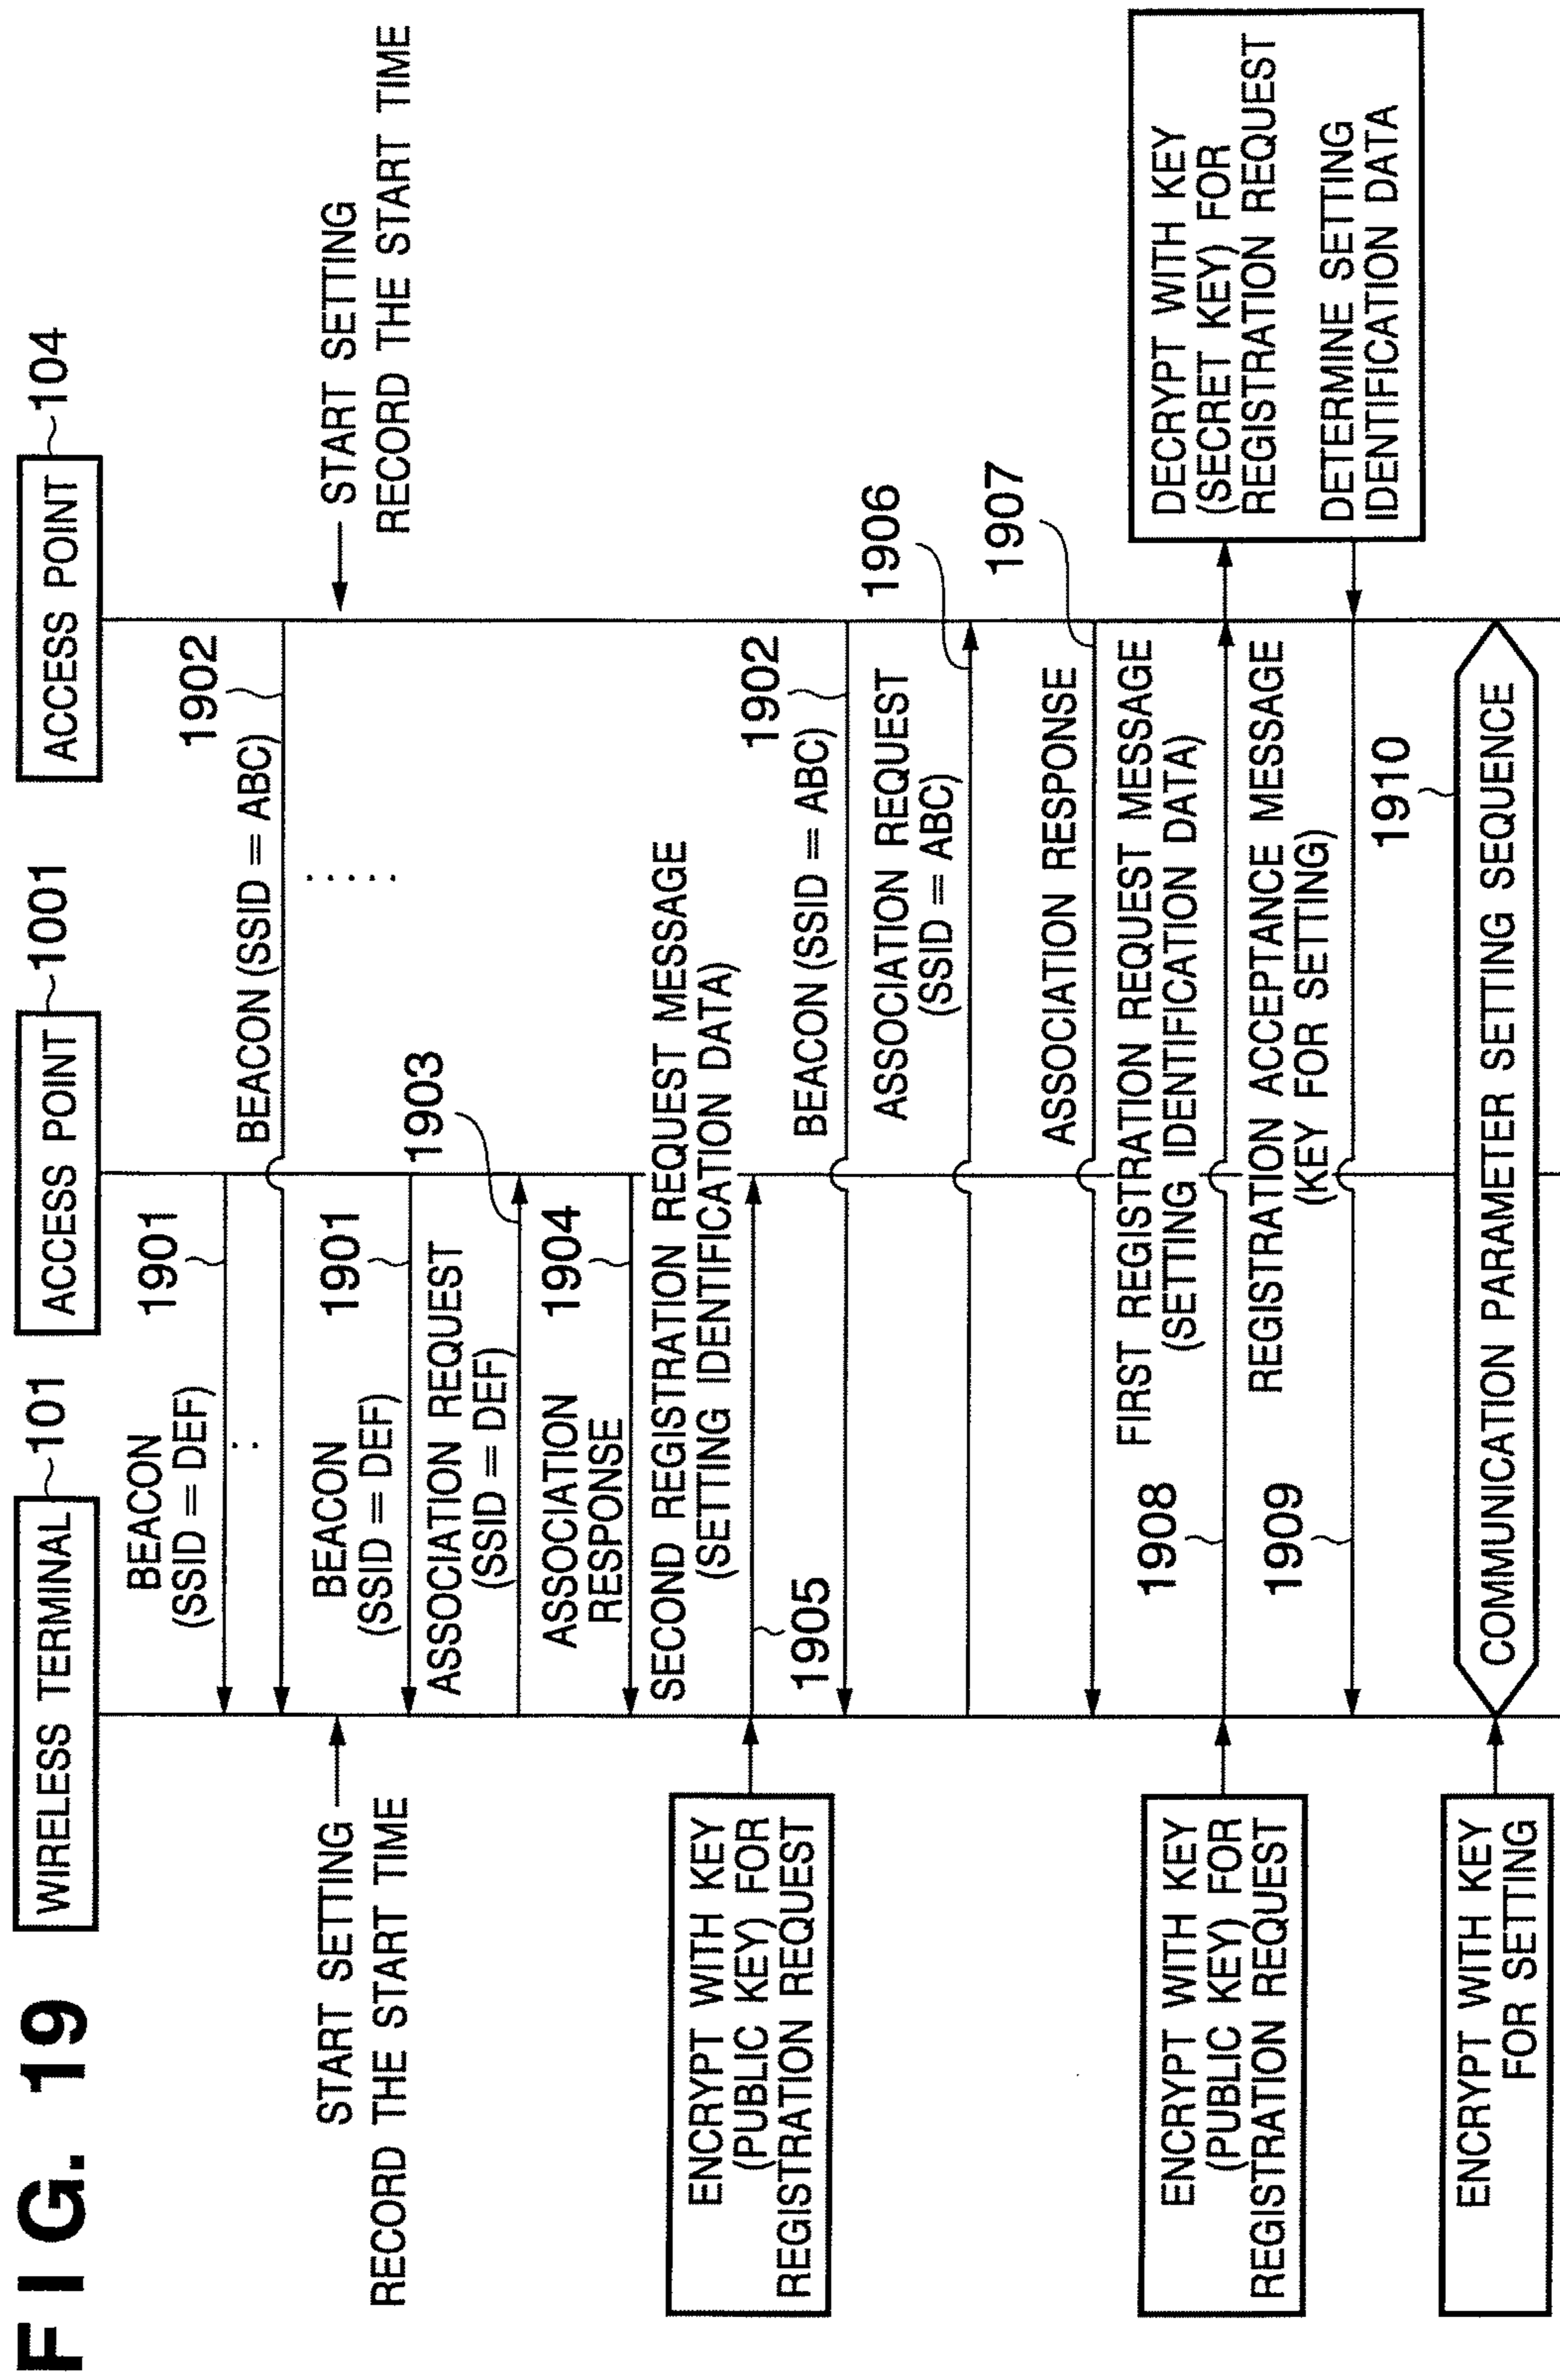 FIG. 19
WIRELESS TERMINAL
101
ACCESS POINT
1001
ACCESS POINT
104
BEACON
(SSID = DEF)
1901
BEACON (SSID = ABC)
1902
START SETTING
RECORD THE START TIME
START SETTING
RECORD THE START TIME
BEACON
(SSID = DEF)
1901
ASSOCIATION REQUEST
(SSID = DEF)
1903
ASSOCIATION
RESPONSE
1904
SECOND REGISTRATION REQUEST MESSAGE
(SETTING IDENTIFICATION DATA)
ENCRYPT WITH KEY
(PUBLIC KEY) FOR
REGISTRATION REQUEST
1905
BEACON (SSID = ABC)
1902
ASSOCIATION REQUEST
(SSID = ABC)
1906
ASSOCIATION RESPONSE
1907
FIRST REGISTRATION REQUEST MESSAGE
(SETTING IDENTIFICATION DATA)
ENCRYPT WITH KEY
(PUBLIC KEY) FOR
REGISTRATION REQUEST
1908
DECRYPT WITH KEY
(SECRET KEY) FOR
REGISTRATION REQUEST
DETERMINE SETTING
IDENTIFICATION DATA
REGISTRATION ACCEPTANCE MESSAGE
(KEY FOR SETTING)
1909
1910
ENCRYPT WITH KEY
FOR SETTING
COMMUNICATION PARAMETER SETTING SEQUENCE